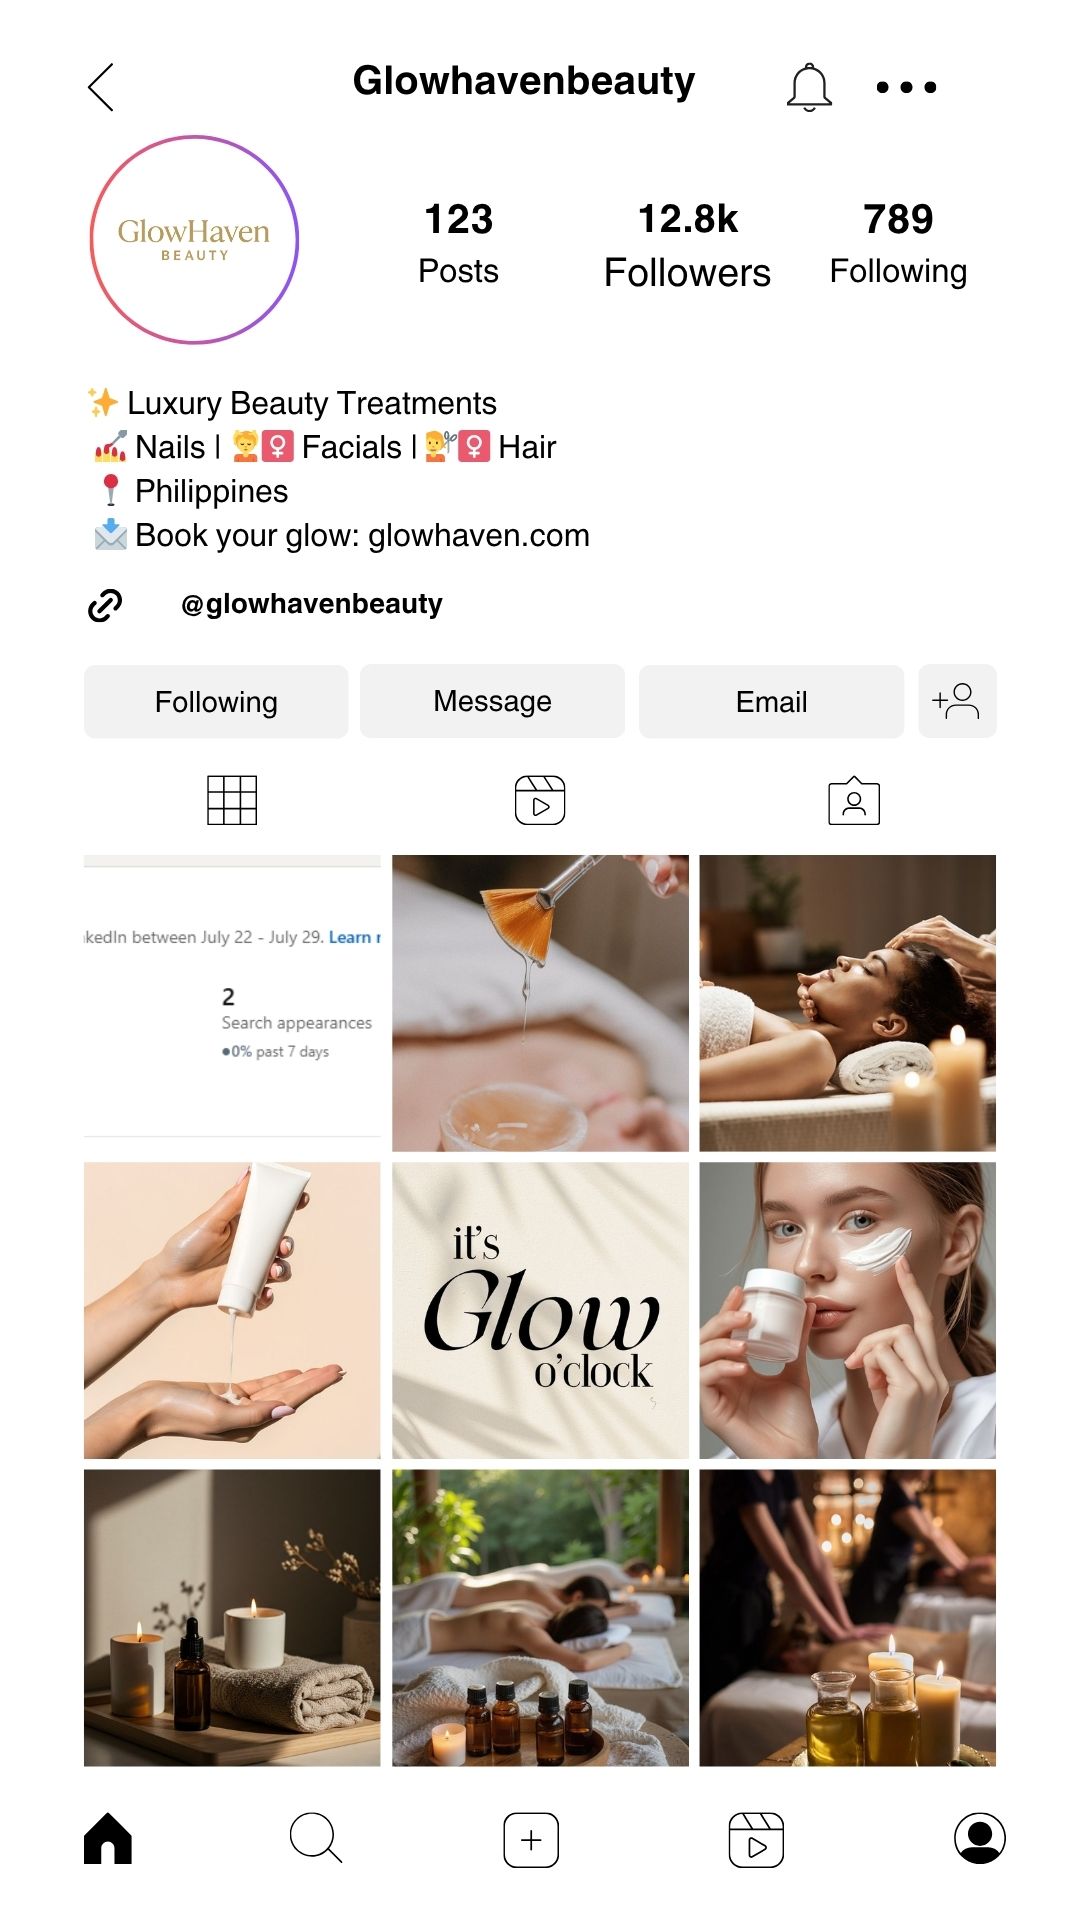 Glowhavenbeauty
GlowHaven
BEAUTY
123
Posts
12.8k
Followers
789
Following
✨ Luxury Beauty Treatments
💅 Nails | 💆♀ Facials | 💇♀ Hair
📍 Philippines
📩 Book your glow: glowhaven.com
@glowhavenbeauty
Following
Message
Email
kedIn between July 22 - July 29. Learn
2
Search appearances
•0% past 7 days
it's
Glow
o'clock